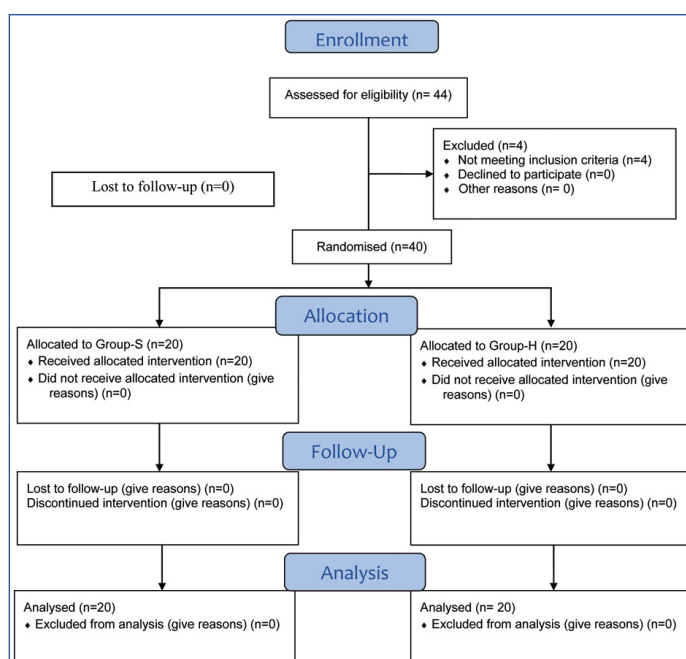 Enrollment
Assessed for eligibility (n= 44)
Excluded (n=4)
♦ Not meeting inclusion criteria (n=4)
♦ Declined to participate (n=0)
♦ Other reasons (n= 0)
Lost to follow-up (n=0)
Randomised (n=40)
Allocation
Allocated to Group-S (n=20)
♦ Received allocated intervention (n=20)
♦ Did not receive allocated intervention (give
reasons) (n=0)
Allocated to Group-H (n=20)
♦ Received allocated intervention (n=20)
♦ Did not receive allocated intervention (give
reasons) (n=0)
Follow-Up
Lost to follow-up (give reasons) (n=0)
Discontinued intervention (give reasons) (n=0)
Lost to follow-up (give reasons) (n=0)
Discontinued intervention (give reasons) (n=0)
Analysis
Analysed (n=20)
♦ Excluded from analysis (give reasons) (n=0)
Analysed (n= 20)
♦ Excluded from analysis (give reasons) (n=0)